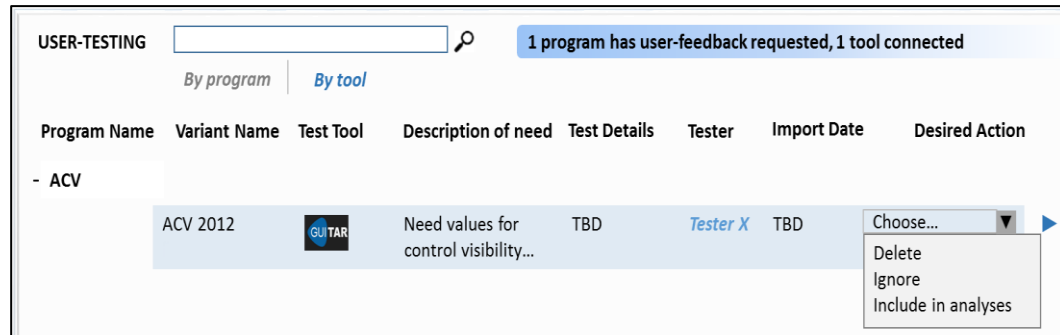 USER-TESTING
1 program has user-feedback requested, 1 tool connected
By program By tool
Program Name Variant Name Test Tool Description of need Test Details Tester Import Date Desired Action
- ACV
ACV 2012 GUITAR Need values for TBD Tester X TBD Choose...
control visibility...
Delete
Ignore
Include in analyses